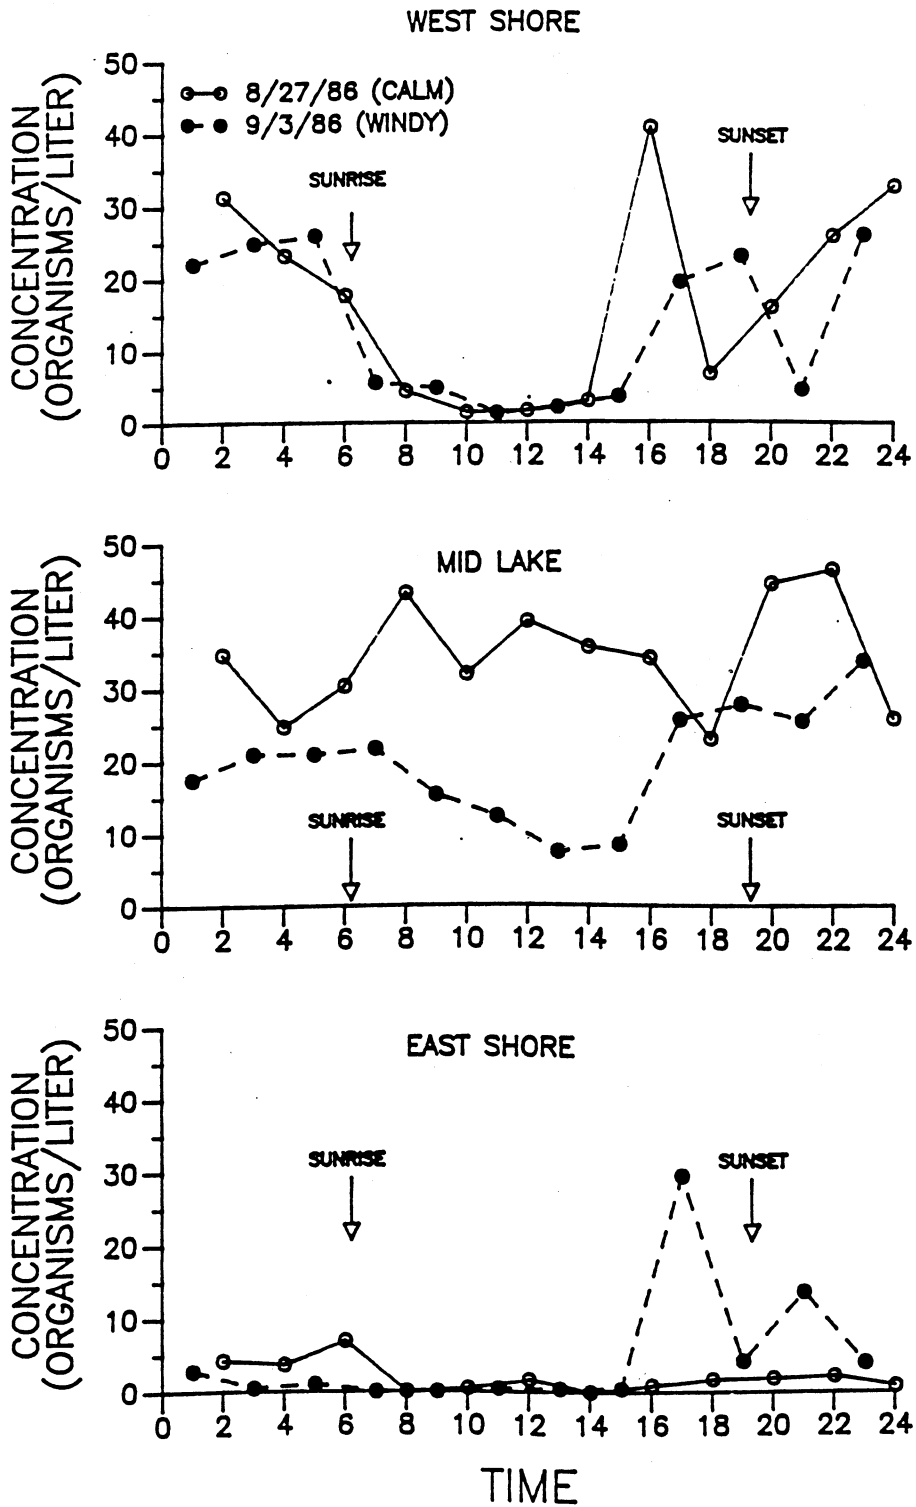 WEST SHORE
CONCENTRATION
(ORGANISMS/LITER)
50
40
30
20
10
0
8/27/86 (CALM)
9/3/86 (WINDY)
SUNRISE
SUNSET
0 2 4 6 8 10 12 14 16 18 20 22 24
MID LAKE
CONCENTRATION
(ORGANISMS/LITER)
50
40
30
20
10
0
SUNRISE
SUNSET
0 2 4 6 8 10 12 14 16 18 20 22 24
EAST SHORE
CONCENTRATION
(ORGANISMS/LITER)
50
40
30
20
10
0
SUNRISE
SUNSET
0 2 4 6 8 10 12 14 16 18 20 22 24
TIME